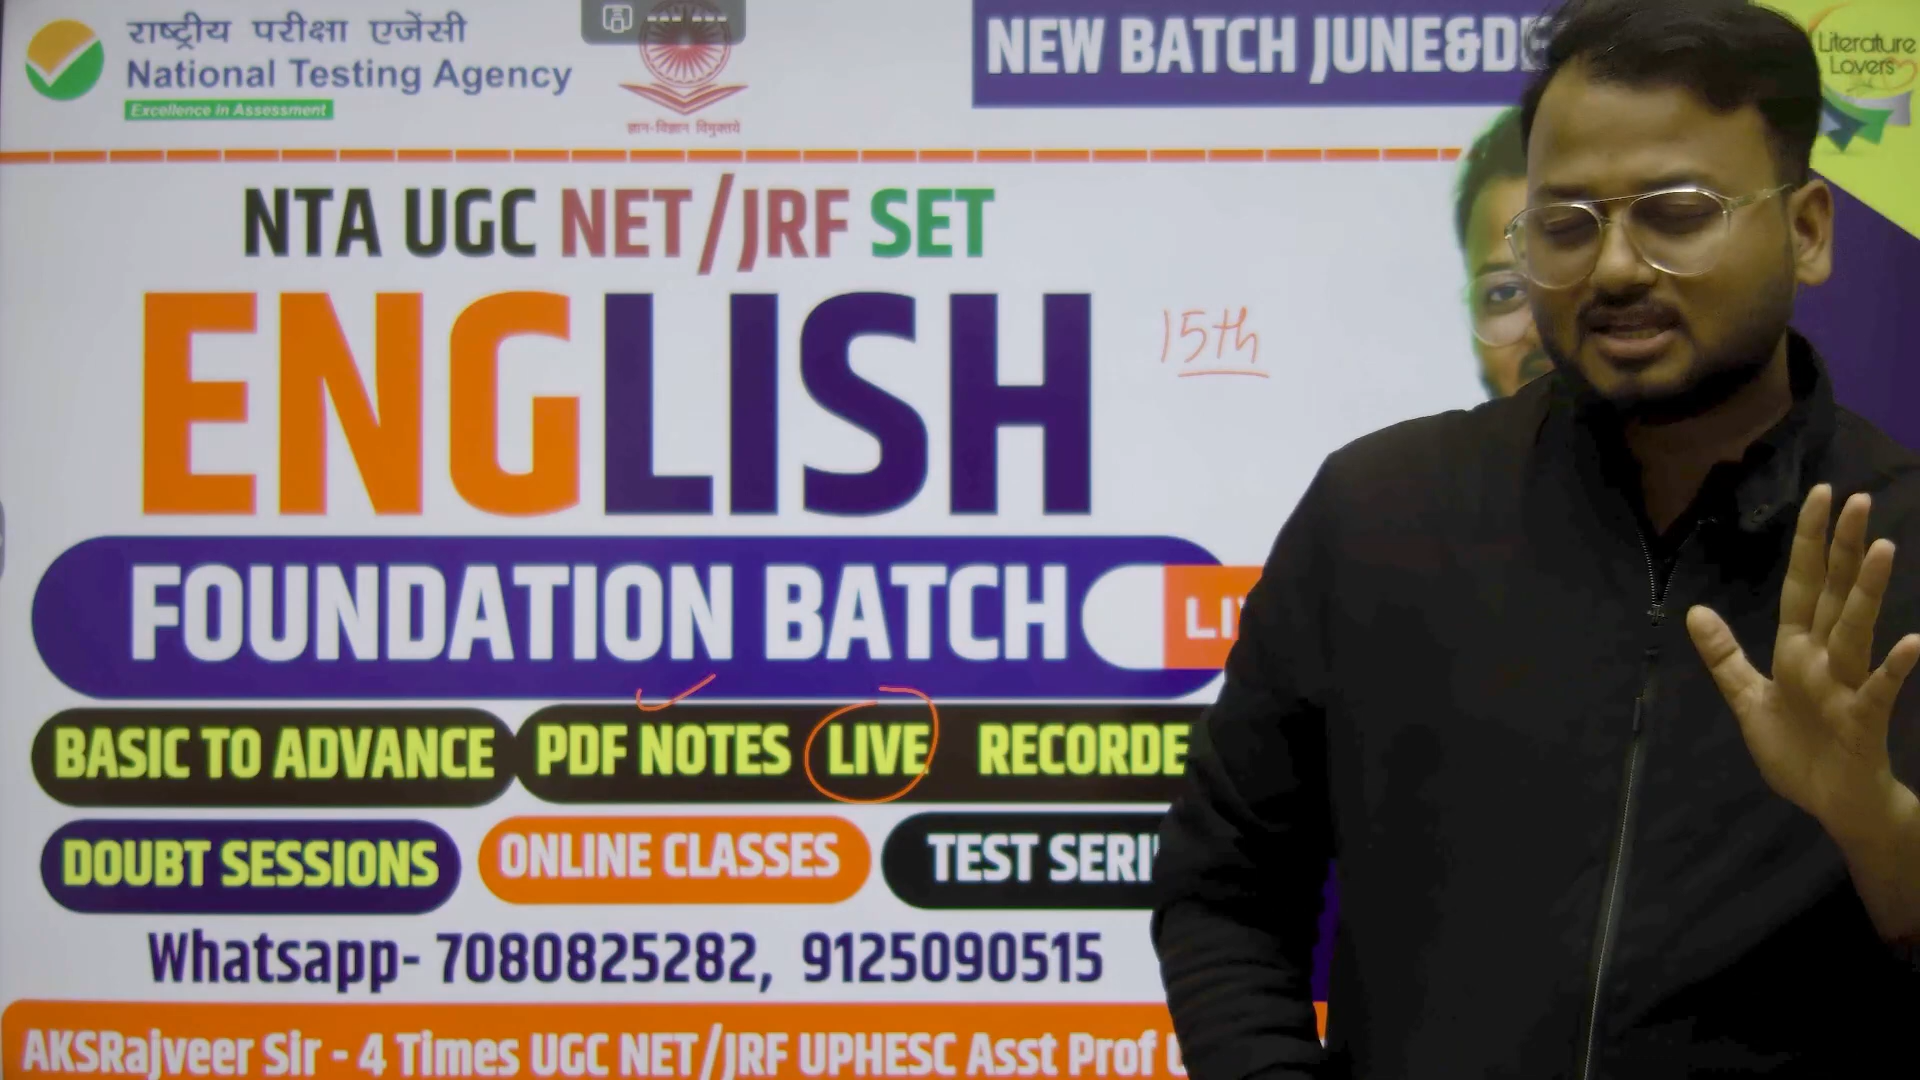 राष्ट्रीय परीक्षा एजेंसी
National Testing Agency
Excellence in Assessment
ज्ञान-विज्ञान विमुक्तये
NEW BATCH JUNE&DE
Literature
Lovers
NTA UGC NET/JRF SET
ENGLISH
15th
FOUNDATION BATCH
BASIC TO ADVANCE PDF NOTES LIVE RECORDE
DOUBT SESSIONS ONLINE CLASSES TEST SERI
Whatsapp- 7080825282, 9125090515
AKSRajveer Sir - 4 Times UGC NET/JRF UPHESC Asst Prof